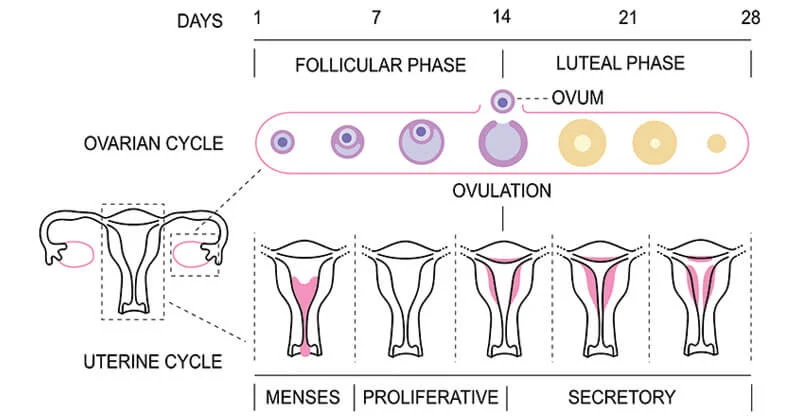 DAYS 1 7 14 21 28
FOLLICULAR PHASE LUTEAL PHASE
OVUM
OVARIAN CYCLE
OVULATION
UTERINE CYCLE
MENSES PROLIFERATIVE SECRETORY